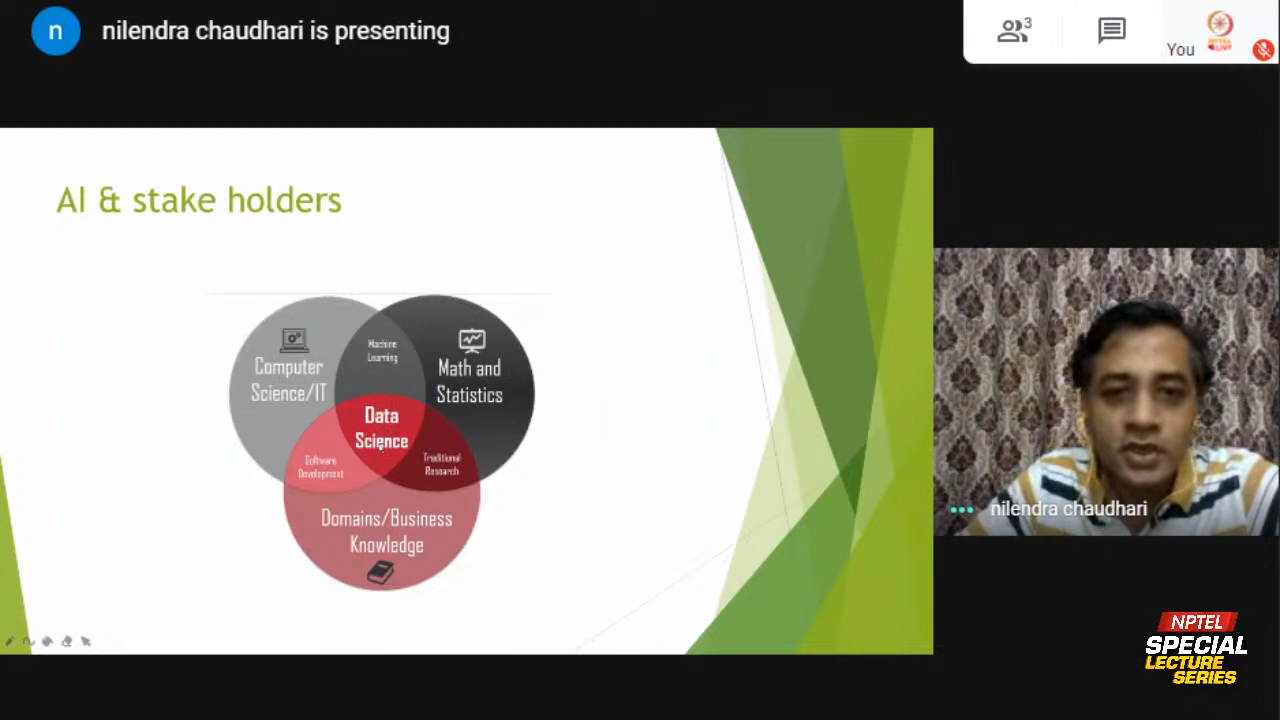 n
nilendra chaudhari is presenting
3
You
AI & stake holders
Machine
Learning
Computer
Science/IT
Math and
Statistics
Data
Science
Software
Development
Traditional
Research
Domains/Business
Knowledge
nilendra chaudhari
NPTEL
SPECIAL
LECTURE
SERIES